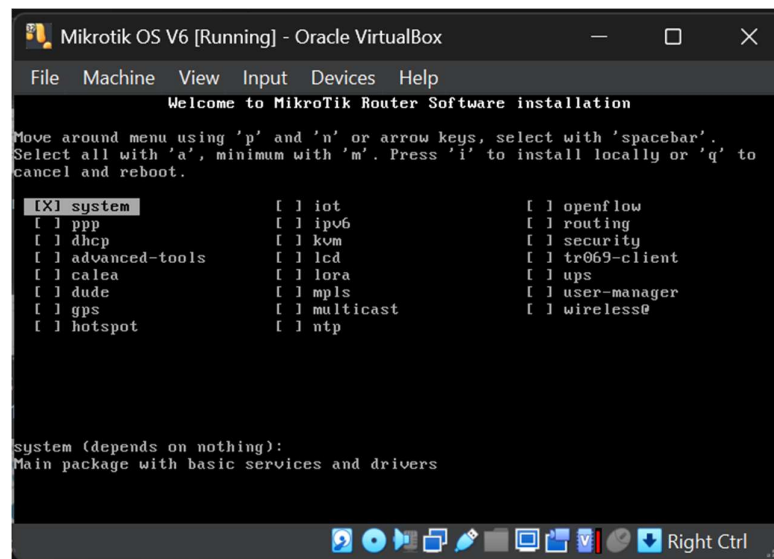 Mikrotik OS V6 [Running] - Oracle VirtualBox
File Machine View Input Devices Help
Welcome to MikroTik Router Software installation
Move around menu using 'p' and 'n' or arrow keys, select with 'spacebar'.
Select all with 'a', minimum with 'm'. Press 'i' to install locally or 'q' to
cancel and reboot.
[X] system [ ] iot [ ] openflow
[ ] ppp [ ] ipv6 [ ] routing
[ ] dhcp [ ] kvm [ ] security
[ ] advanced-tools [ ] lcd [ ] tr069-client
[ ] calea [ ] lora [ ] ups
[ ] dude [ ] mpls [ ] user-manager
[ ] gps [ ] multicast [ ] wireless@
[ ] hotspot [ ] ntp
system (depends on nothing):
Main package with basic services and drivers
Right Ctrl